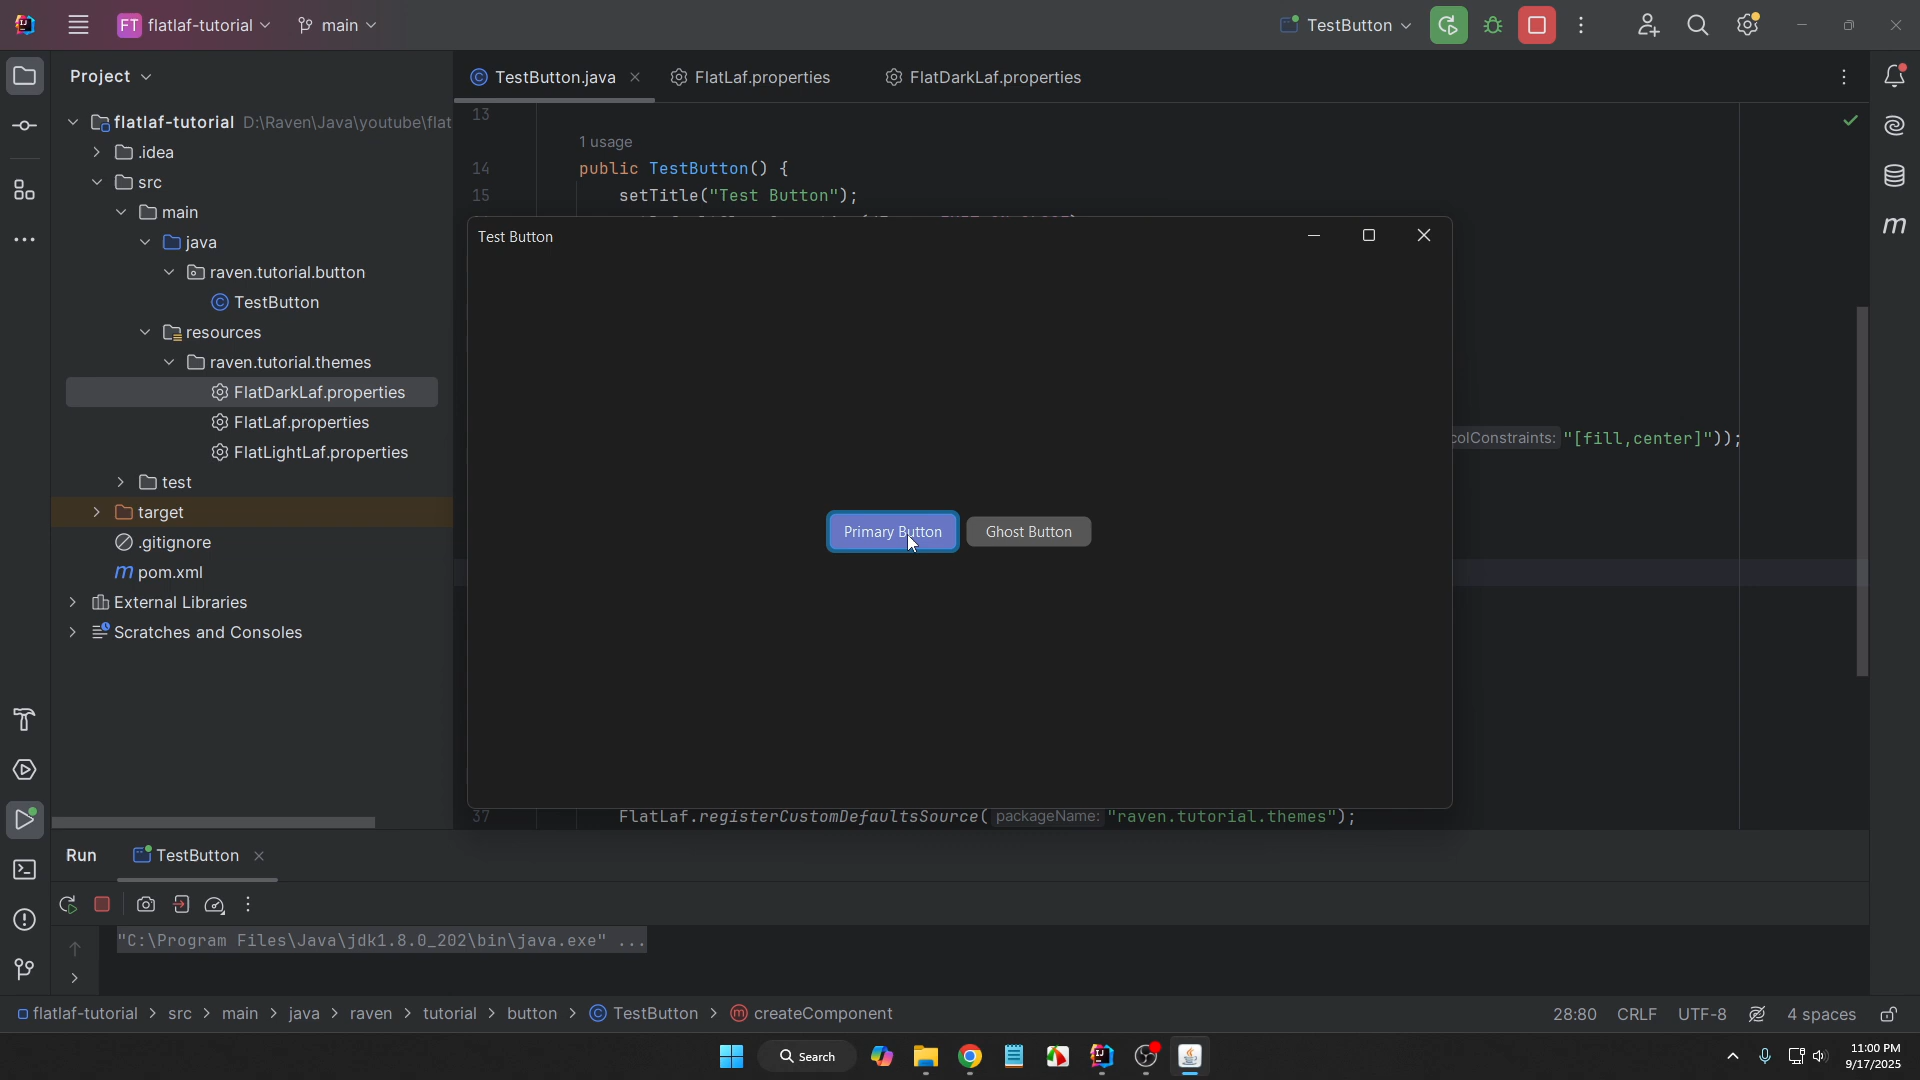 FT flatlaf-tutorial main TestButton
Project
TestButton.java FlatLaf.properties FlatDarkLaf.properties
flatlaf-tutorial D:\Raven\Java\youtube\flat
.idea
src
main
java
raven.tutorial.button
TestButton
resources
raven.tutorial.themes
FlatDarkLaf.properties
FlatLaf.properties
FlatLightLaf.properties
test
target
.gitignore
pom.xml
External Libraries
Scratches and Consoles
13
1 usage
14 public TestButton() {
15 setTitle("Test Button");
Test Button
colConstraints: "[fill,center]"));
Primary Button Ghost Button
37 FlatLaf.registerCustomDefaultsSource( packageName: "raven.tutorial.themes");
Run TestButton
"C:\Program Files\Java\jdk1.8.0_202\bin\java.exe" ...
flatlaf-tutorial > src > main > java > raven > tutorial > button > TestButton > createComponent
28:80 CRLF UTF-8 4 spaces
Search
11:00 PM
9/17/2025